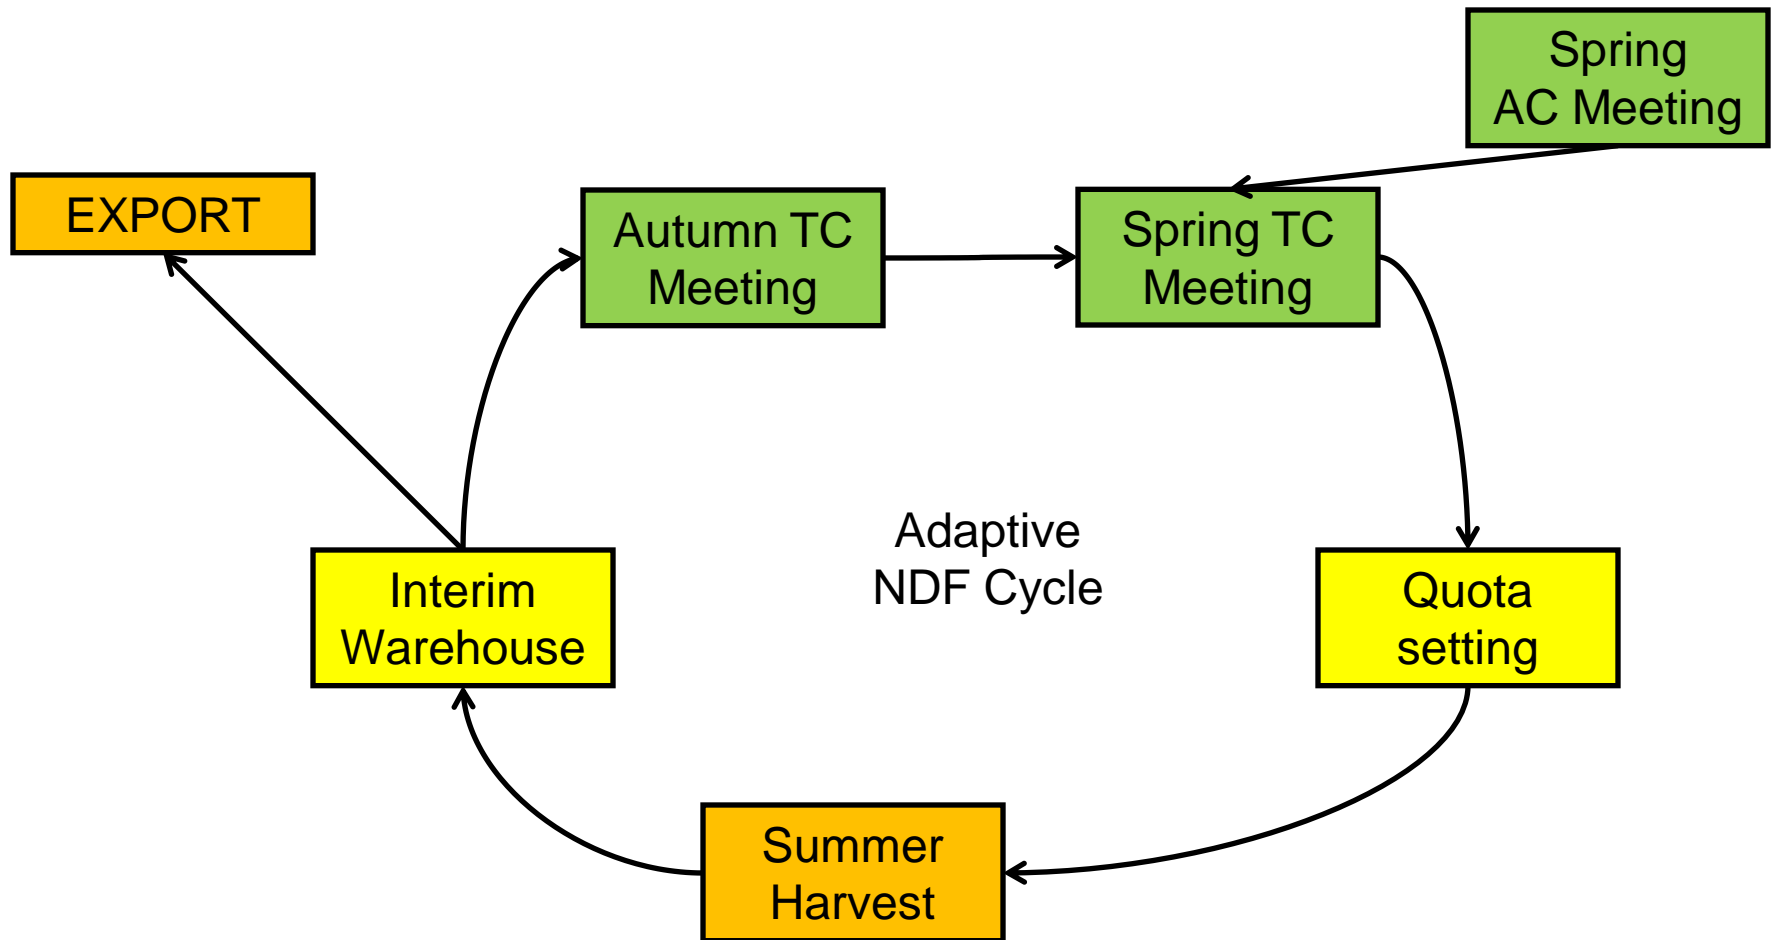 Spring
AC Meeting
EXPORT
Autumn TC
Meeting
Spring TC
Meeting
Adaptive
NDF Cycle
Interim
Warehouse
Quota
setting
Summer
Harvest